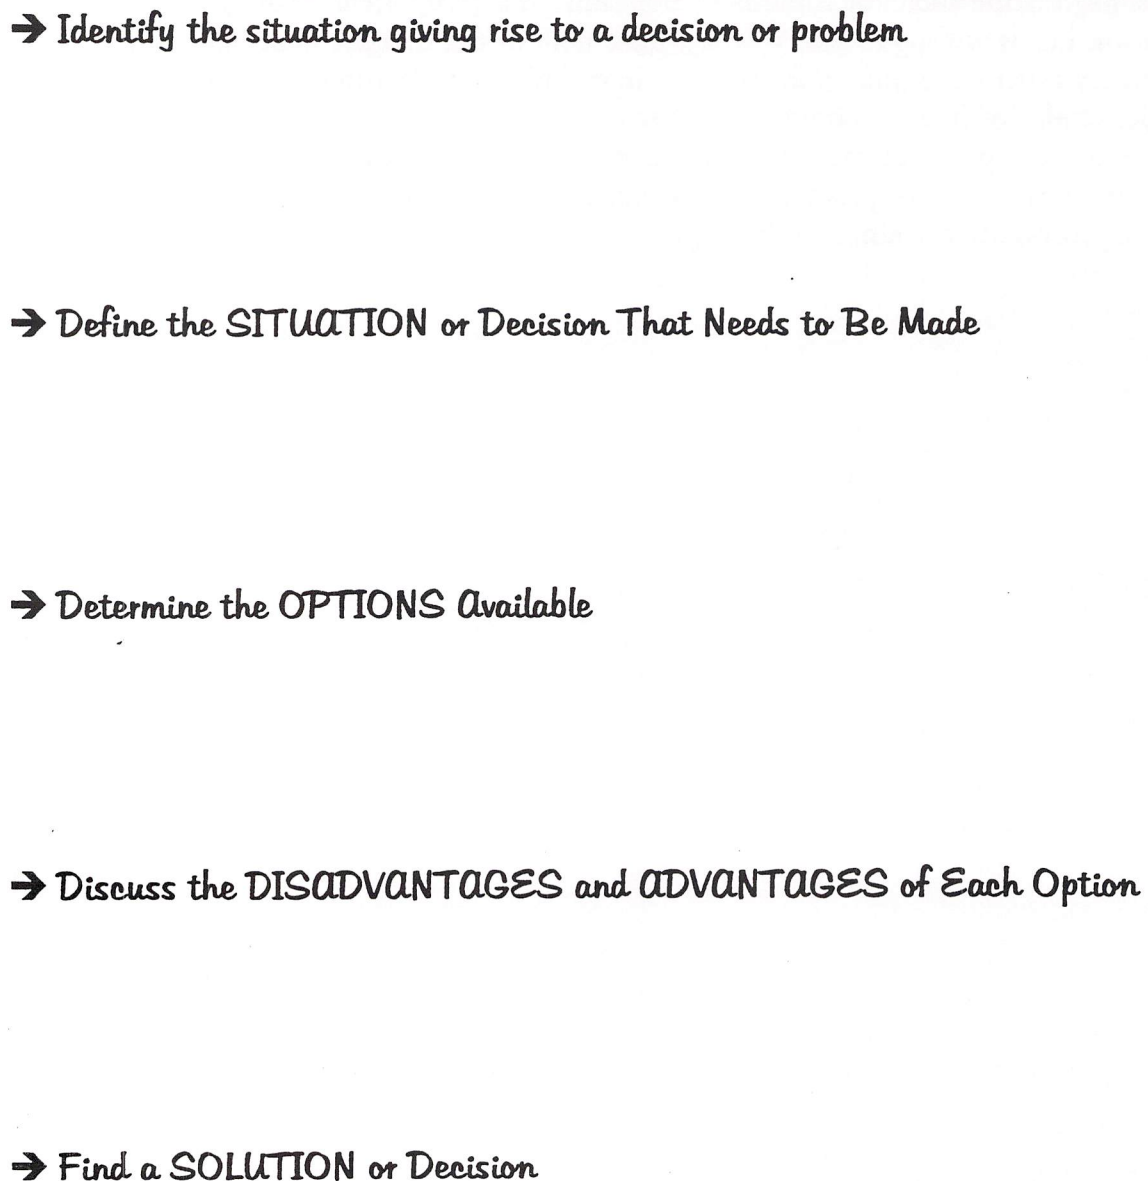 → Identify the situation giving rise to a decision or problem
→ Define the SITUATION or Decision That Needs to Be Made
→ Determine the OPTIONS Available
→ Discuss the DISADVANTAGES and ADVANTAGES of Each Option
→ Find a SOLUTION or Decision